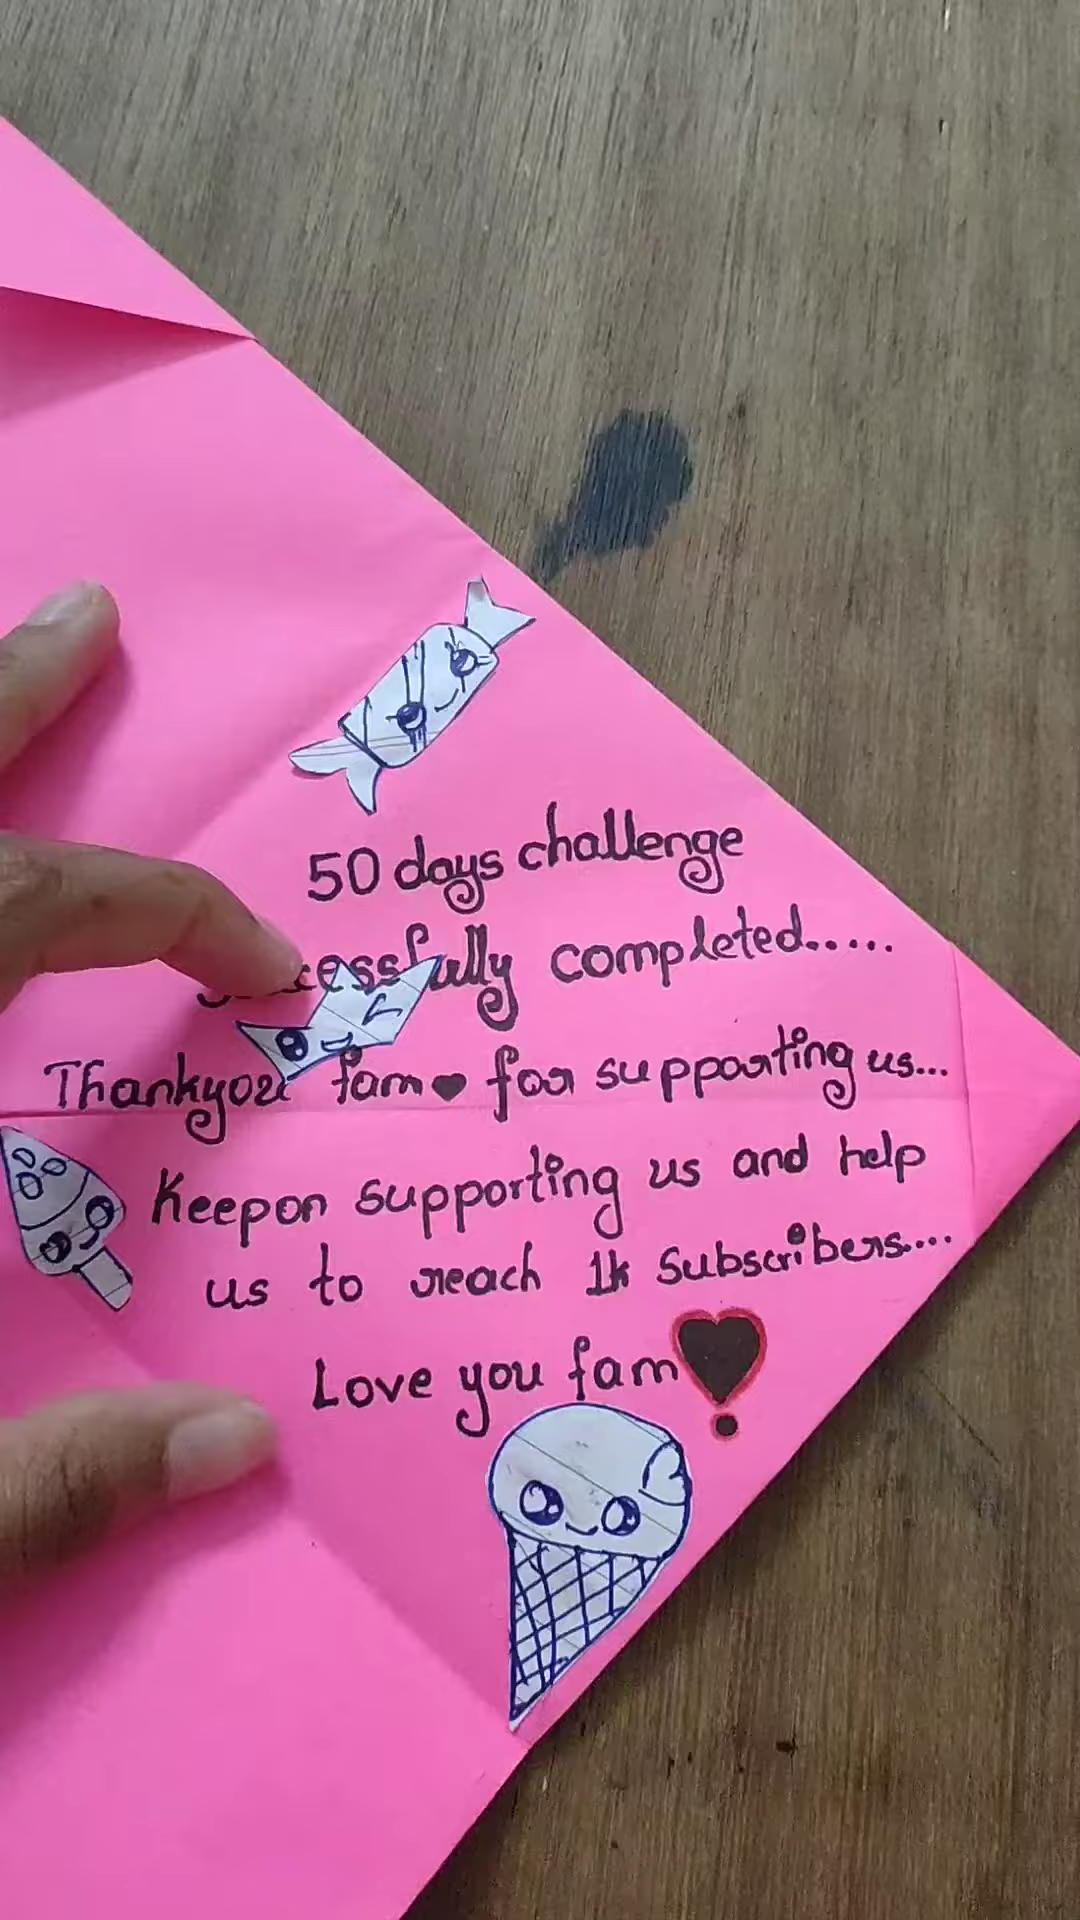 50 days challenge
cessfully completed.....
Thankyou fam for supporting us...
Keepon supporting us and help
us to reach 1k Subscribers....
Love you fam